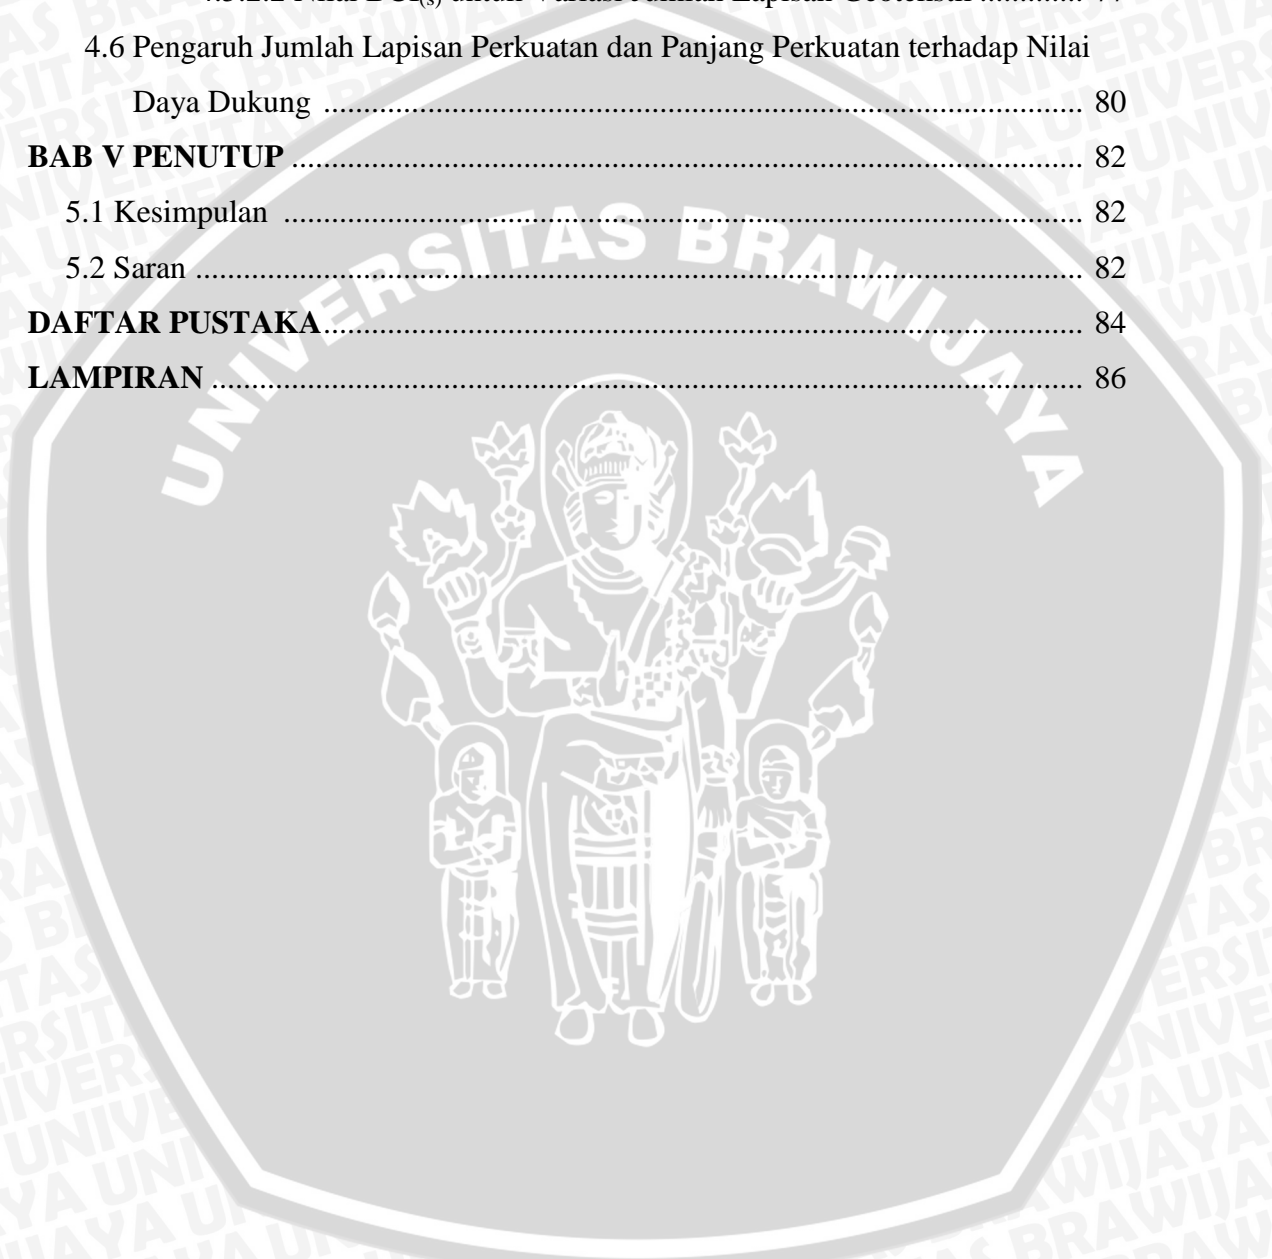 4.6 Pengaruh Jumlah Lapisan Perkuatan dan Panjang Perkuatan terhadap Nilai
Daya Dukung ................................................................................ 80
BAB V PENUTUP ................................................................................ 82
5.1 Kesimpulan ................................................................................ 82
5.2 Saran ................................................................................ 82
DAFTAR PUSTAKA ................................................................................ 84
LAMPIRAN ................................................................................ 86
UNIVERSITAS BRAWIJAYA